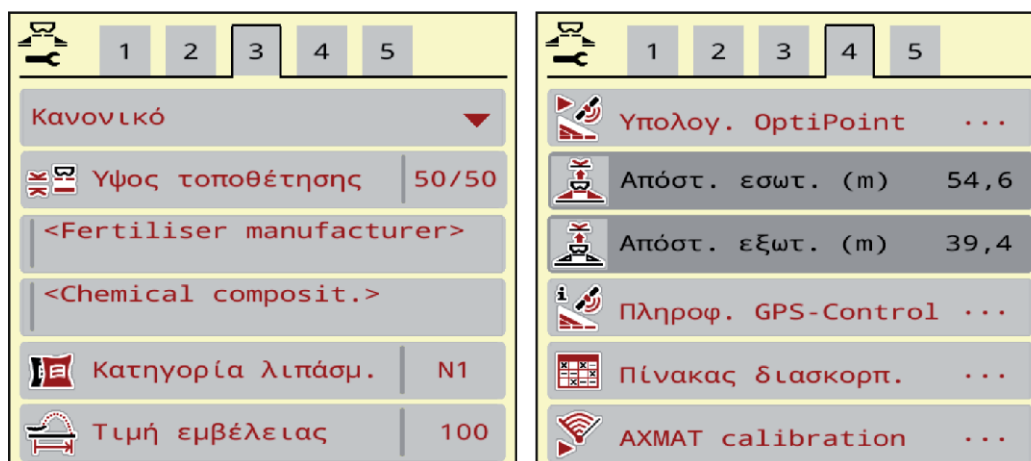 1 2 3 4 5
Κανονικό
Υψος τοποθέτησης 50/50
<Fertiliser manufacturer>
<Chemical composit.>
Κατηγορία λιπάσμ. N1
Τιμή εμβέλειας 100
1 2 3 4 5
Υπολογ. OptiPoint ...
Απόστ. εσωτ. (m) 54,6
Απόστ. εξωτ. (m) 39,4
Πληροφ. GPS-Control ...
Πίνακας διασκορπ. ...
AXMAT calibration ...